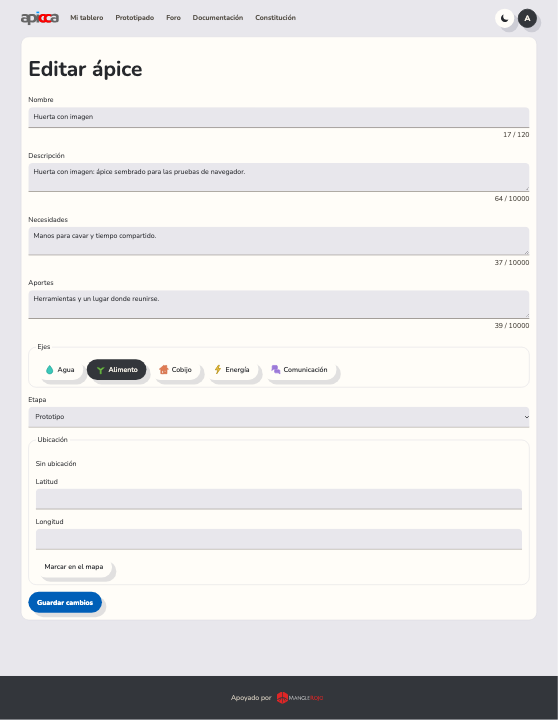 apioca Mi tablero Prototipado Foro Documentación Constitución A
Editar ápice
Nombre
Huerta con imagen
17 / 120
Descripción
Huerta con imagen: ápice sembrado para las pruebas de navegador.
64 / 10000
Necesidades
Manos para cavar y tiempo compartido.
37 / 10000
Aportes
Herramientas y un lugar donde reunirse.
39 / 10000
Ejes
Agua Alimento Cobijo Energía Comunicación
Etapa
Prototipo
Ubicación
Sin ubicación
Latitud
Longitud
Marcar en el mapa
Guardar cambios
Apoyado por MANGLEROJO